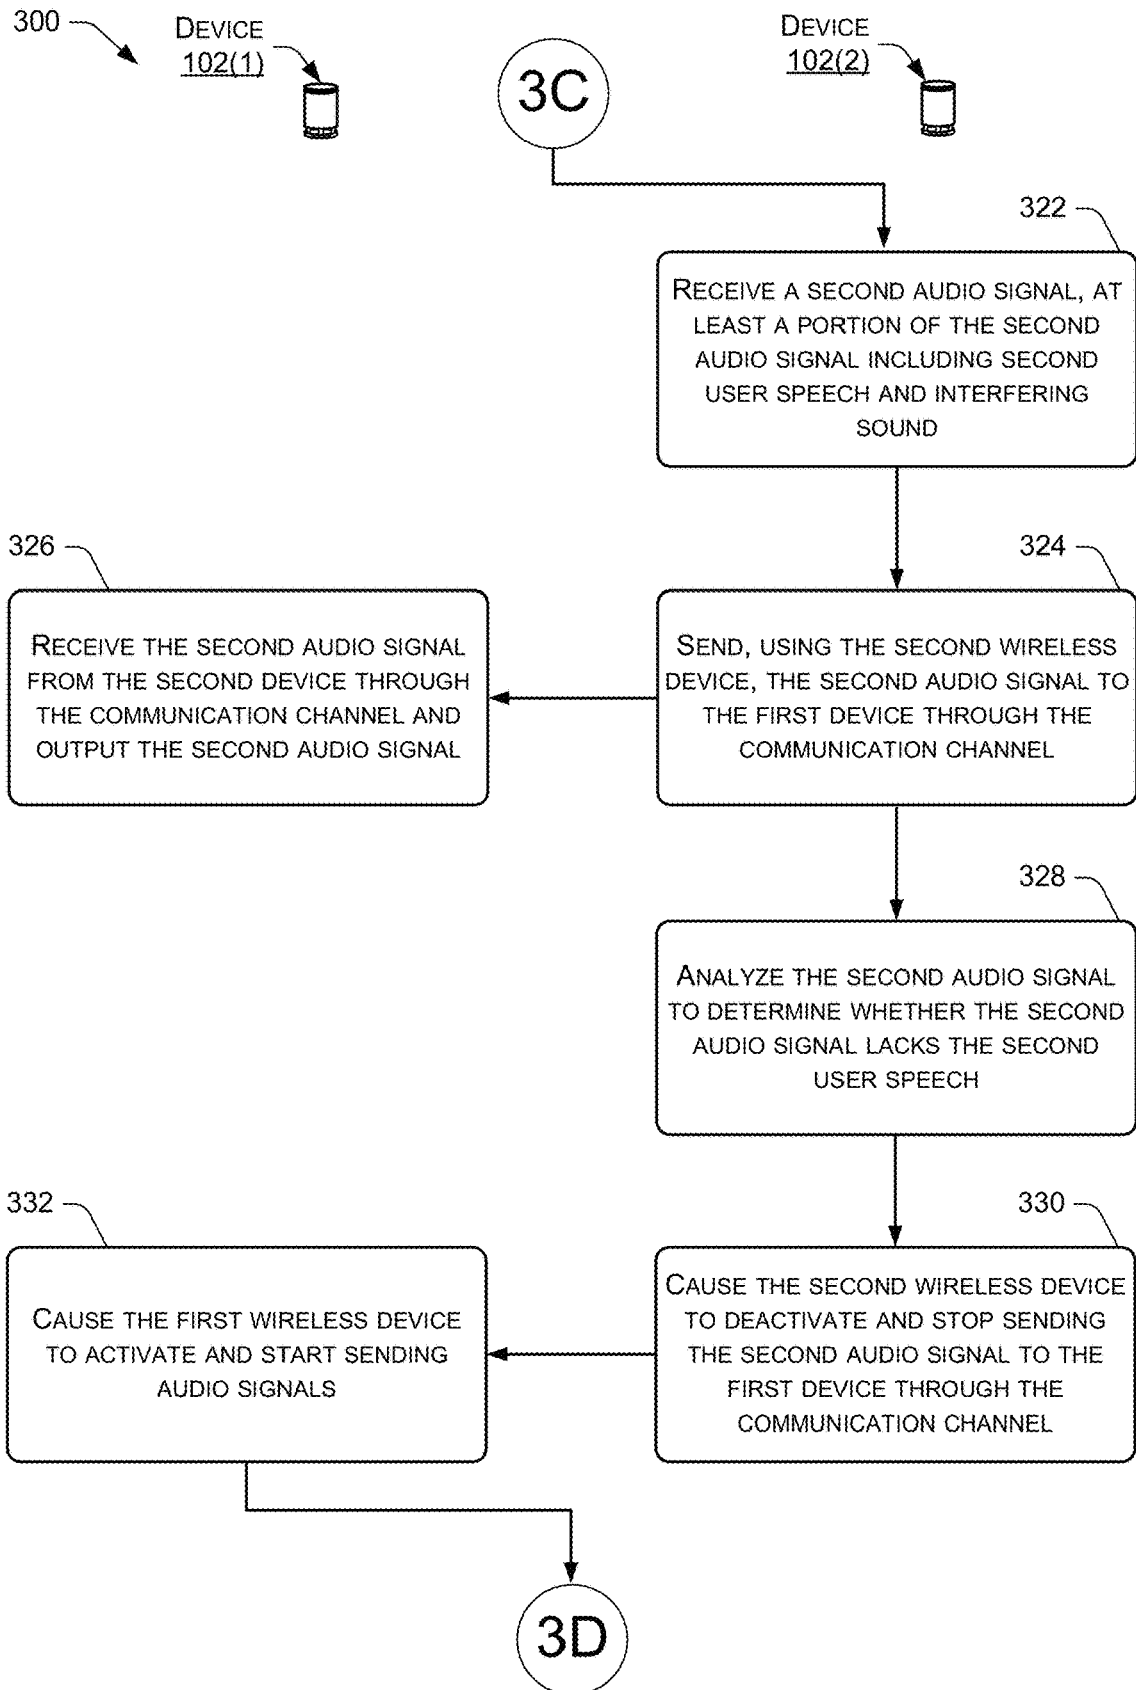 300
DEVICE
102(1)
3C
DEVICE
102(2)
322
RECEIVE A SECOND AUDIO SIGNAL, AT
LEAST A PORTION OF THE SECOND
AUDIO SIGNAL INCLUDING SECOND
USER SPEECH AND INTERFERING
SOUND
326
RECEIVE THE SECOND AUDIO SIGNAL
FROM THE SECOND DEVICE THROUGH
THE COMMUNICATION CHANNEL AND
OUTPUT THE SECOND AUDIO SIGNAL
324
SEND, USING THE SECOND WIRELESS
DEVICE, THE SECOND AUDIO SIGNAL TO
THE FIRST DEVICE THROUGH THE
COMMUNICATION CHANNEL
328
ANALYZE THE SECOND AUDIO SIGNAL
TO DETERMINE WHETHER THE SECOND
AUDIO SIGNAL LACKS THE SECOND
USER SPEECH
332
CAUSE THE FIRST WIRELESS DEVICE
TO ACTIVATE AND START SENDING
AUDIO SIGNALS
330
CAUSE THE SECOND WIRELESS DEVICE
TO DEACTIVATE AND STOP SENDING
THE SECOND AUDIO SIGNAL TO THE
FIRST DEVICE THROUGH THE
COMMUNICATION CHANNEL
3D